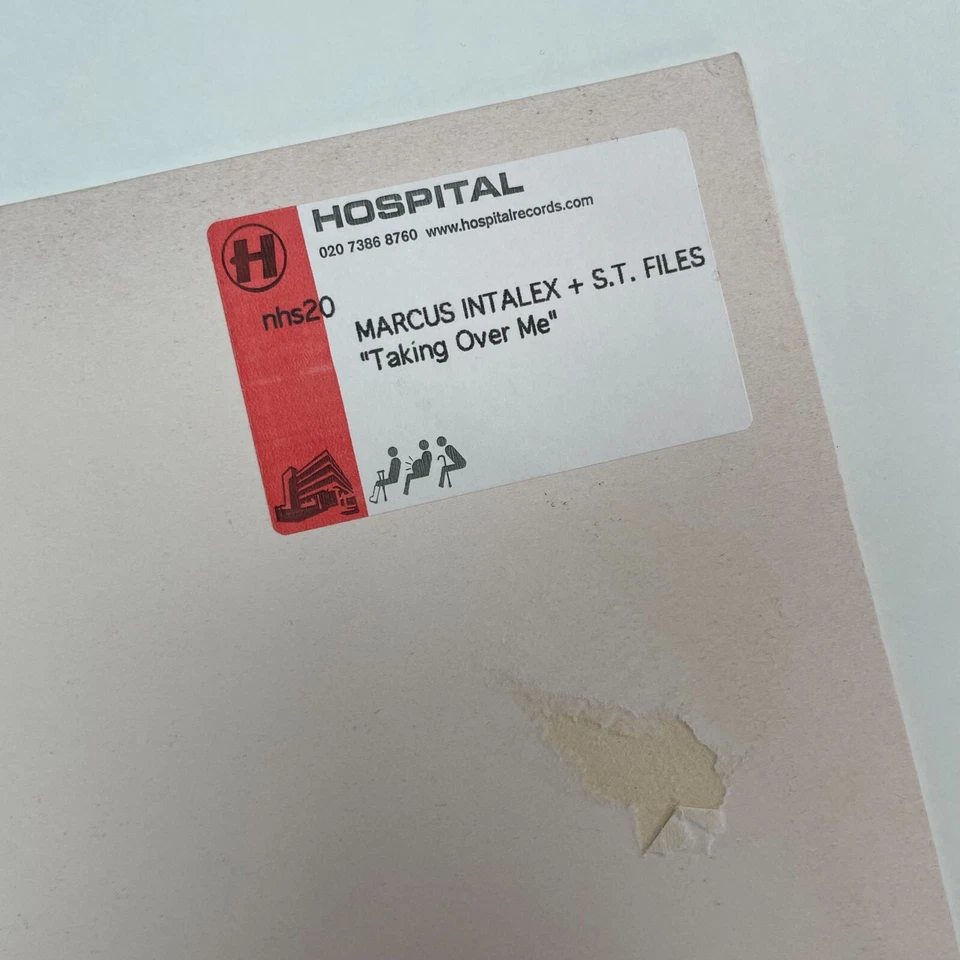 HOSPITAL
020 7386 8760 www.hospitalrecords.com
H
nhs20
MARCUS INTALEX + S.T. FILES
"Taking Over Me"